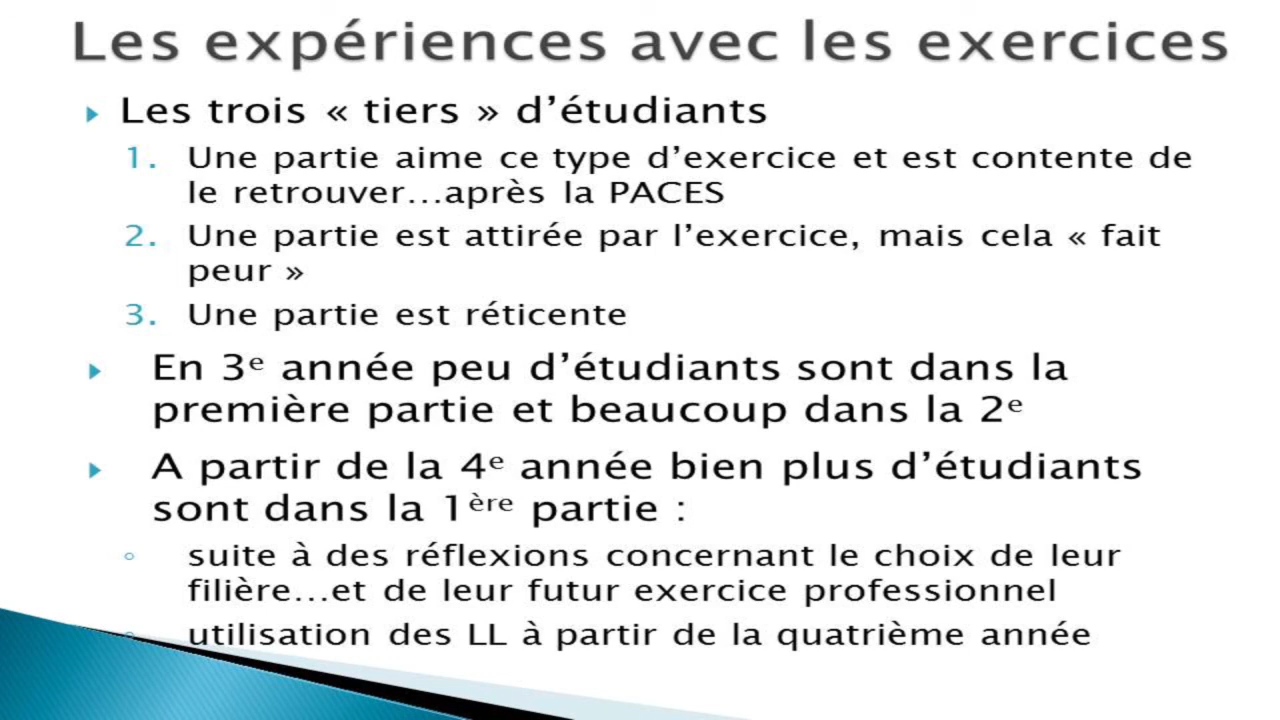 Les expériences avec les exercices
Les trois « tiers » d’étudiants
1. Une partie aime ce type d’exercice et est contente de
le retrouver…après la PACES
2. Une partie est attirée par l’exercice, mais cela « fait
peur »
3. Une partie est réticente
En 3e année peu d’étudiants sont dans la
première partie et beaucoup dans la 2e
A partir de la 4e année bien plus d’étudiants
sont dans la 1ère partie :
suite à des réflexions concernant le choix de leur
filière…et de leur futur exercice professionnel
utilisation des LL à partir de la quatrième année